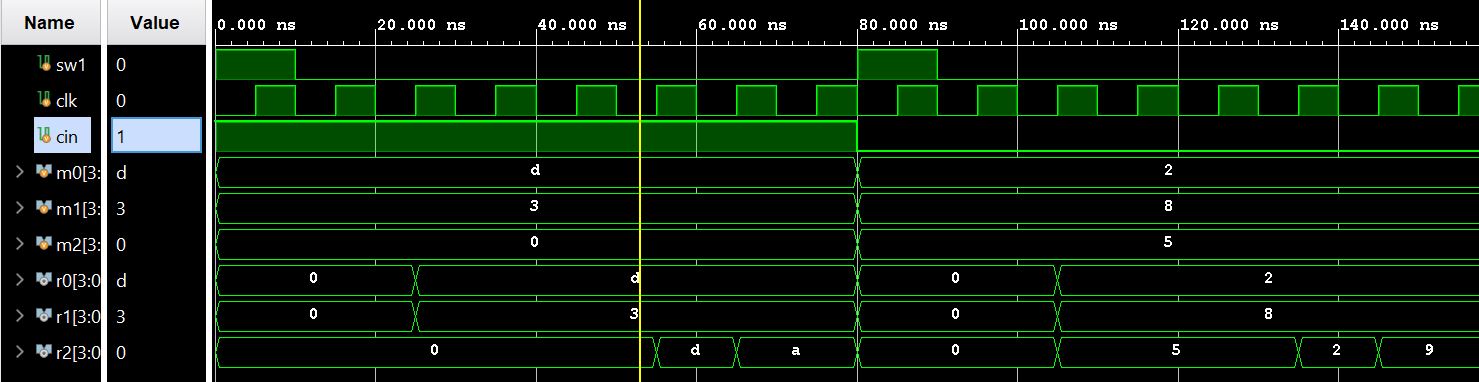 Name Value 0.000 ns 20.000 ns 40.000 ns 60.000 ns 80.000 ns 100.000 ns 120.000 ns 140.000 ns
sw1 0
clk 0
cin 1
m0[3: d d 2
m1[3: 3 3 8
m2[3: 0 0 5
r0[3:0 d 0 d 0 2
r1[3:0 3 0 3 0 8
r2[3:0 0 0 d a 0 5 2 9